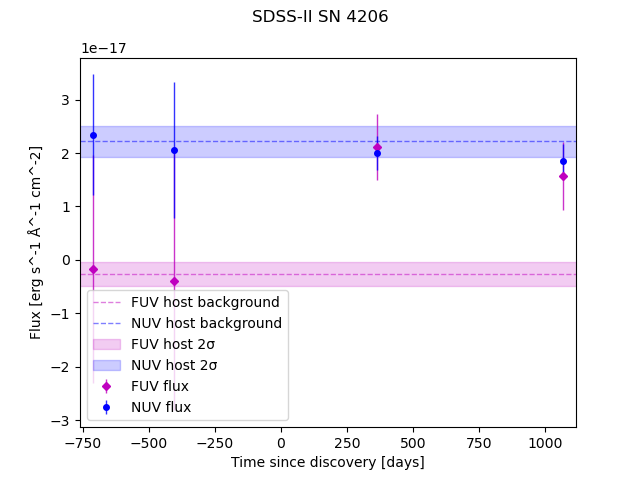 SDSS-II SN 4206
1e−17
3
2
1
0
−1
−2
−3
Flux [erg s^-1 Å^-1 cm^-2]
FUV host background
NUV host background
FUV host 2σ
NUV host 2σ
FUV flux
NUV flux
−750 −500 −250 0 250 500 750 1000
Time since discovery [days]